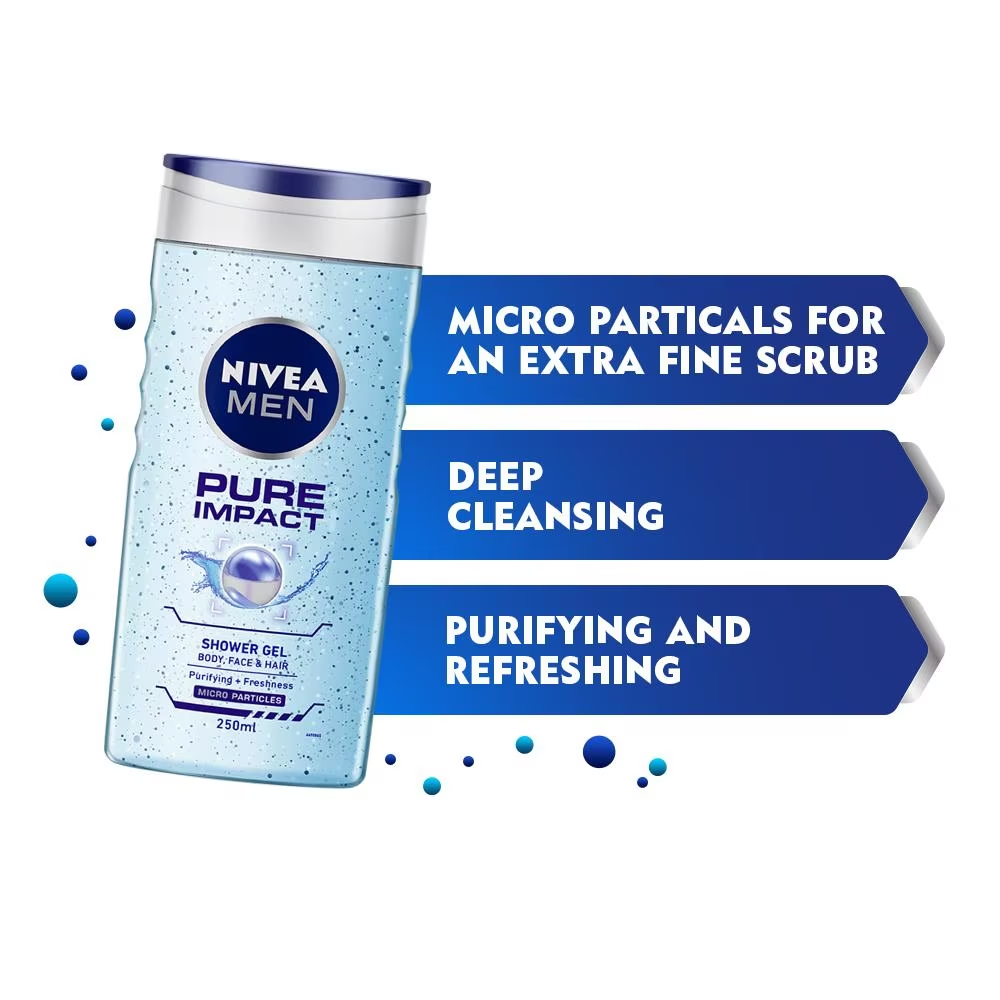 NIVEA
MEN
PURE
IMPACT
SHOWER GEL
BODY, FACE & HAIR
Purifying + Freshness
MICRO PARTICLES
250ml
MICRO PARTICALS FOR
AN EXTRA FINE SCRUB
DEEP
CLEANSING
PURIFYING AND
REFRESHING